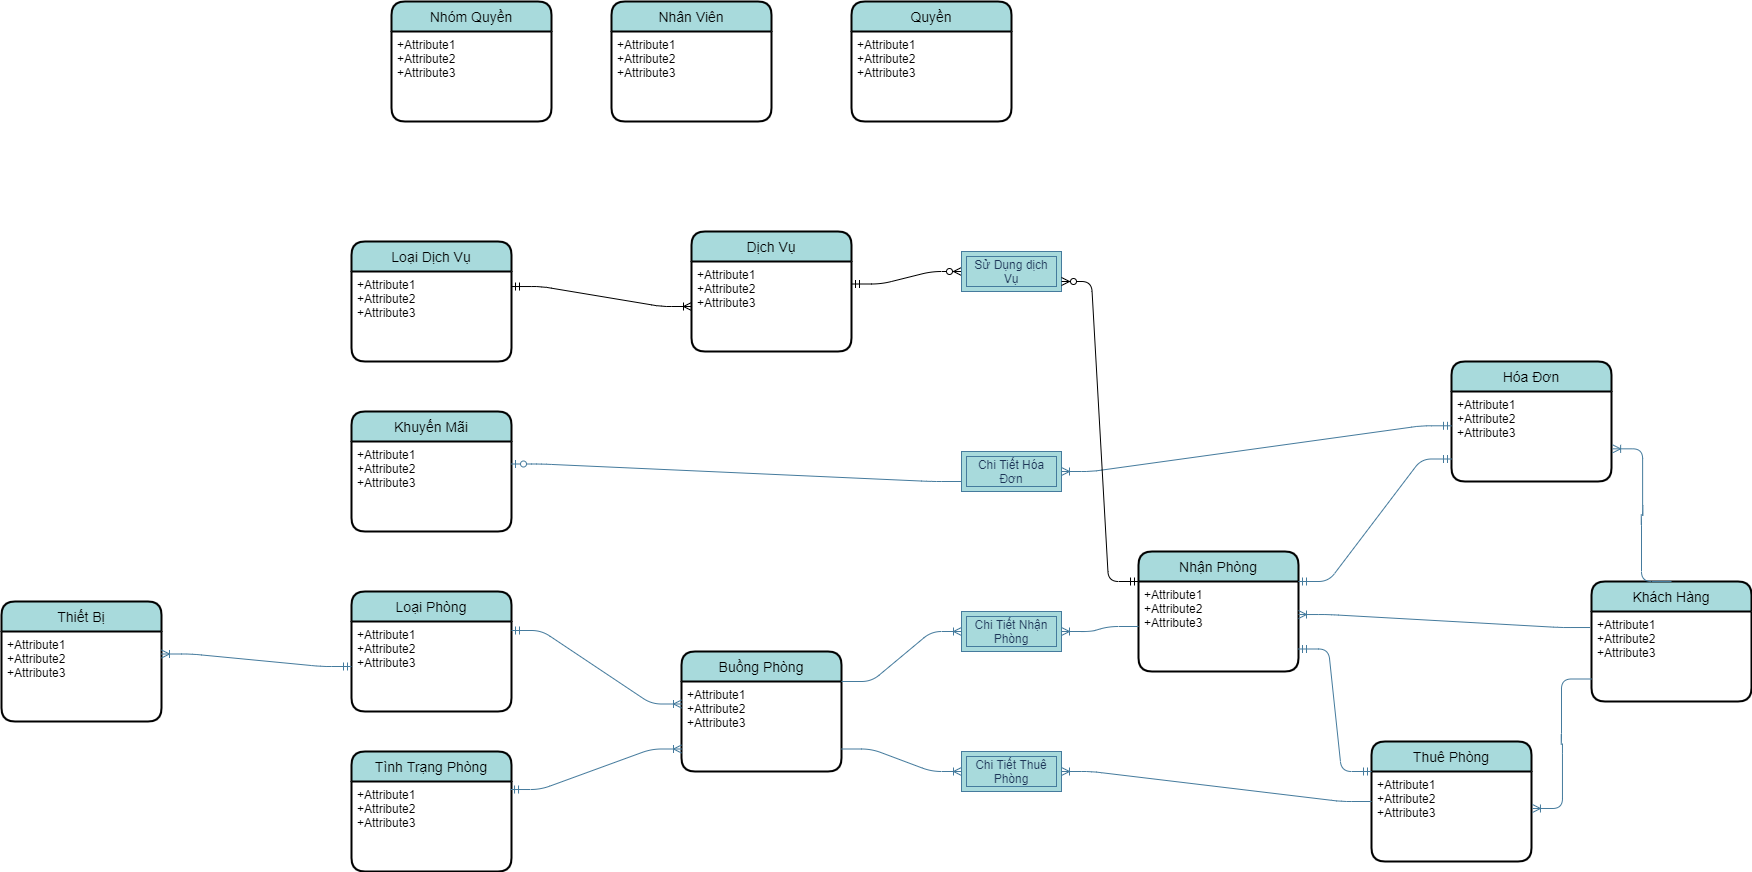 Nhóm Quyền
+Attribute1
+Attribute2
+Attribute3
Nhân Viên
+Attribute1
+Attribute2
+Attribute3
Quyền
+Attribute1
+Attribute2
+Attribute3
Loại Dịch Vụ
+Attribute1
+Attribute2
+Attribute3
Dịch Vụ
+Attribute1
+Attribute2
+Attribute3
Sử Dụng dịch
Vụ
Hóa Đơn
+Attribute1
+Attribute2
+Attribute3
Khuyến Mãi
+Attribute1
+Attribute2
+Attribute3
Chi Tiết Hóa
Đơn
Nhận Phòng
+Attribute1
+Attribute2
+Attribute3
Khách Hàng
+Attribute1
+Attribute2
+Attribute3
Thiết Bị
+Attribute1
+Attribute2
+Attribute3
Loại Phòng
+Attribute1
+Attribute2
+Attribute3
Chi Tiết Nhận
Phòng
Buồng Phòng
+Attribute1
+Attribute2
+Attribute3
Tình Trạng Phòng
+Attribute1
+Attribute2
+Attribute3
Chi Tiết Thuê
Phòng
Thuê Phòng
+Attribute1
+Attribute2
+Attribute3